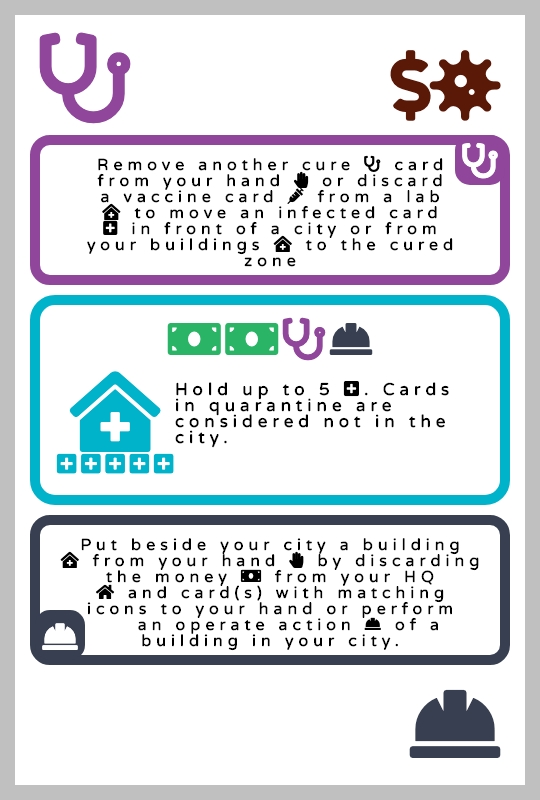 $
Remove another cure card
from your hand or discard
a vaccine card from a lab
to move an infected card
in front of a city or from
your buildings to the cured
zone
Hold up to 5 . Cards
in quarantine are
considered not in the
city.
Put beside your city a building
from your hand by discarding
the money from your HQ
and card(s) with matching
icons to your hand or perform
an operate action of a
building in your city.